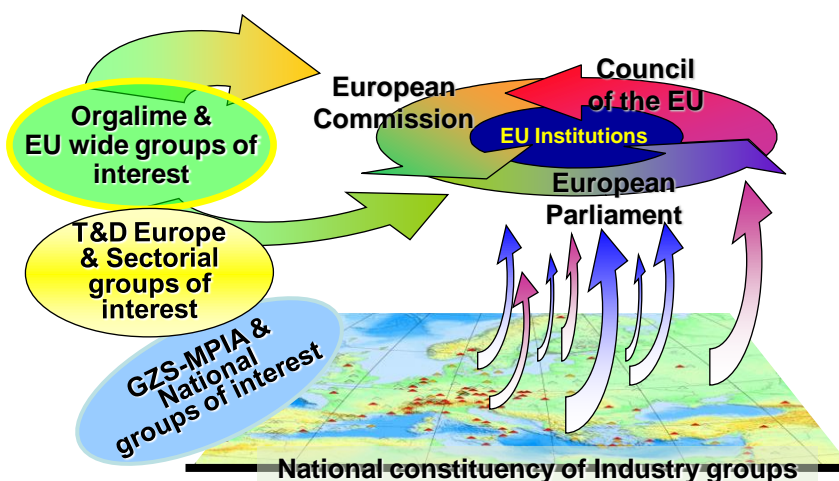 Orgalime &
EU wide groups of
interest
T&D Europe
& Sectorial
groups of
interest
GZS-MPIA &
National
groups of interest
European
Commission
Council
of the EU
EU Institutions
European
Parliament
National constituency of Industry groups